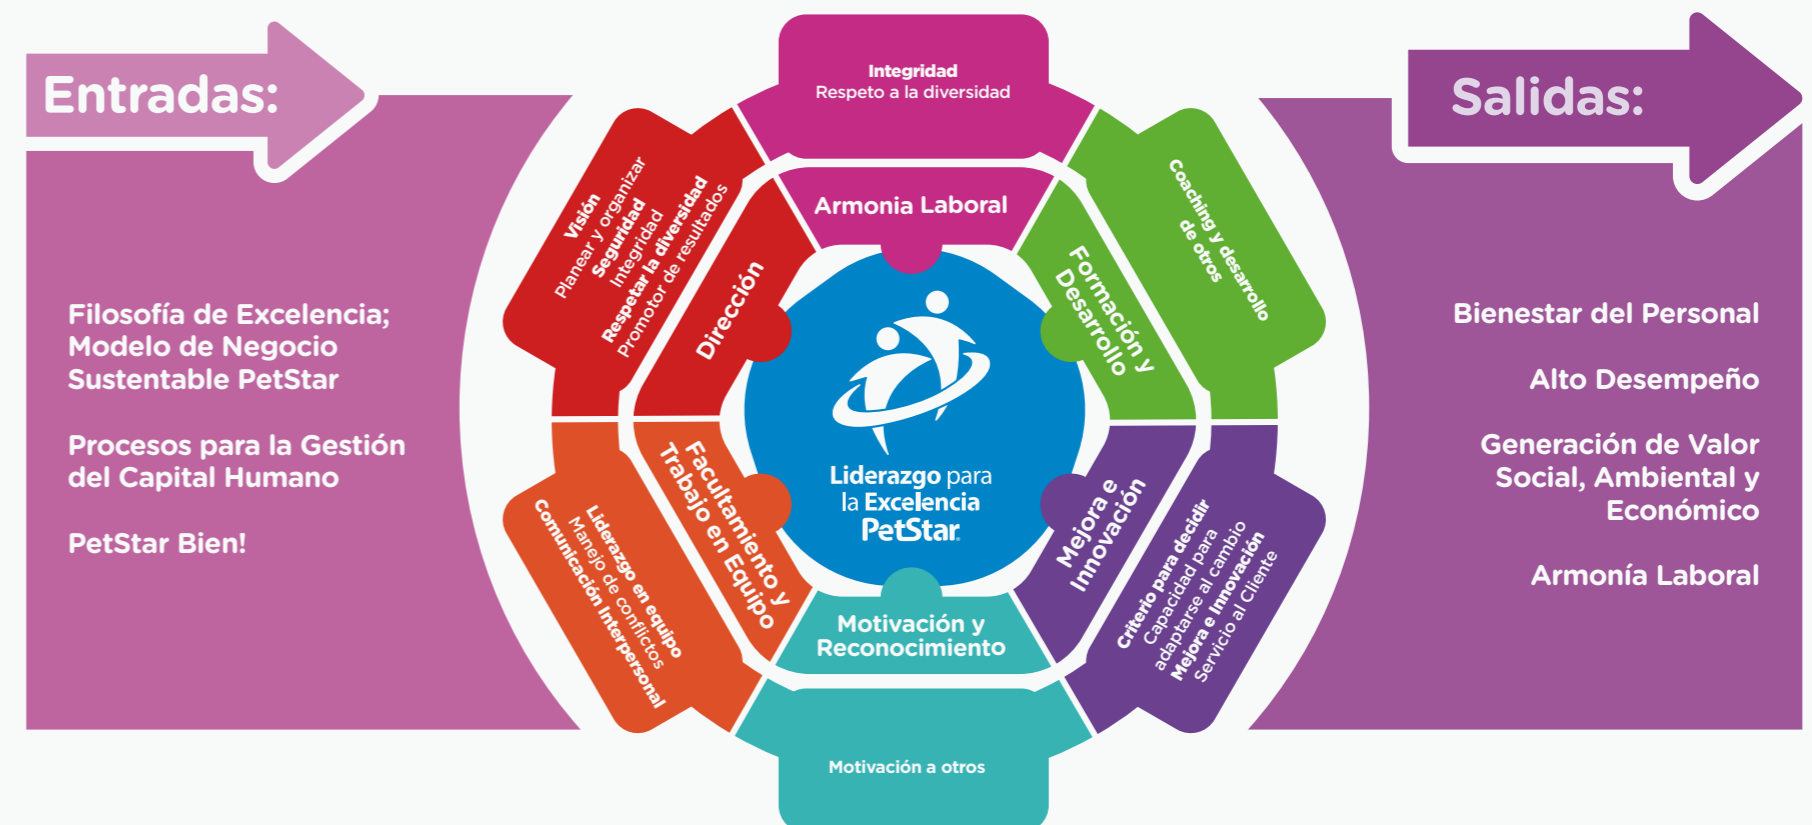 Entradas:
Filosofía de Excelencia;
Modelo de Negocio
Sustentable PetStar
Procesos para la Gestión
del Capital Humano
PetStar Bien!
Integridad
Respeto a la diversidad
Armonia Laboral
Visión
Planear y organizar
Seguridad
Integridad
Respetar la diversidad
Promotor de resultados
Dirección
Coaching y desarrollo
de otros
Formación y
Desarrollo
Liderazgo para
la Excelencia
PetStar
Facultamiento y
Trabajo en Equipo
Liderazgo en equipo
Manejo de conflictos
Comunicación Interpersonal
Mejora e
Innovación
Criterio para decidir
Capacidad para
adaptarse al cambio
Mejora e Innovación
Servicio al Cliente
Motivación y
Reconocimiento
Motivación a otros
Salidas:
Bienestar del Personal
Alto Desempeño
Generación de Valor
Social, Ambiental y
Económico
Armonía Laboral